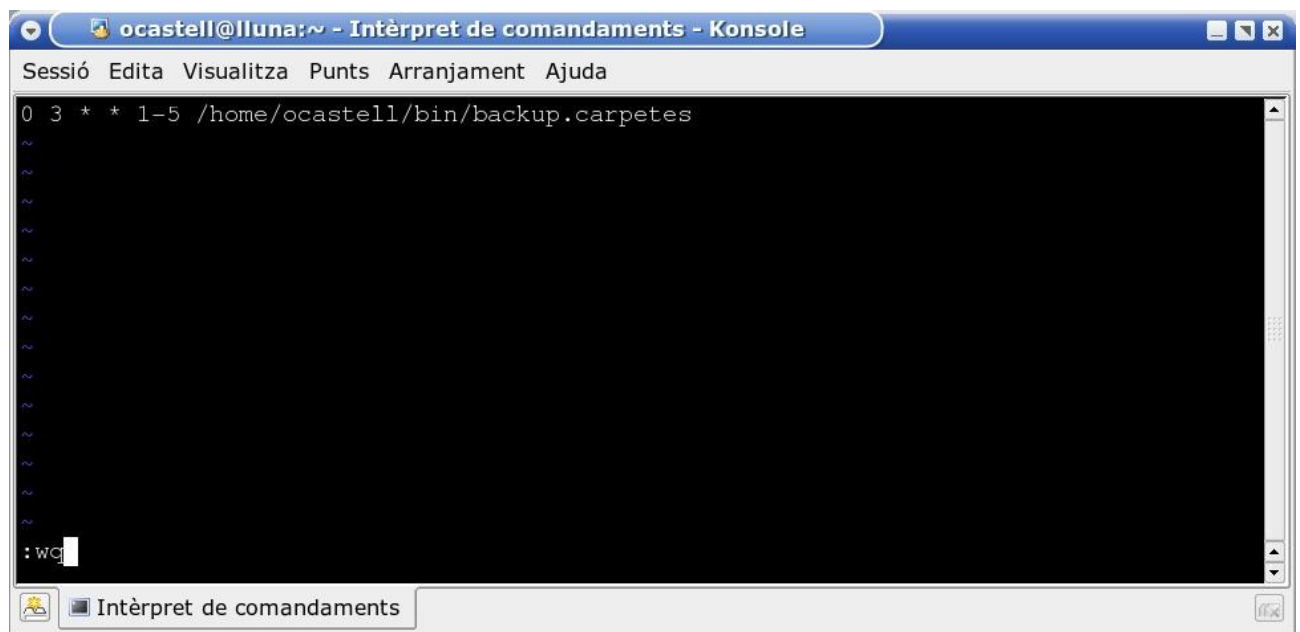 ocastell@lluna:~ - Intèrpret de comandaments - Konsole
Sessió Edita Visualitza Punts Arranjament Ajuda
0 3 * * 1-5 /home/ocastell/bin/backup.carpetes
~
~
~
~
~
~
~
~
~
~
~
~
~
~
:wq
Intèrpret de comandaments